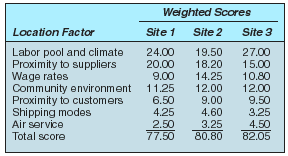 Weighted Scores
Location Factor Site 1 Site 2 Site 3
Labor pool and climate 24.00 19.50 27.00
Proximity to suppliers 20.00 18.20 15.00
Wage rates 9.00 14.25 10.80
Community environment 11.25 12.00 12.00
Proximity to customers 6.50 9.00 9.50
Shipping modes 4.25 4.60 3.25
Air service 2.50 3.25 4.50
Total score 77.50 80.80 82.05